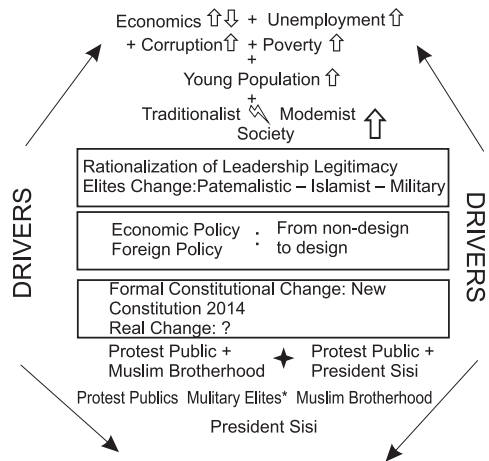 Economics ⇧⇩ + Unemployment ⇧
+ Corruption ⇧ + Poverty ⇧
+
Young Population ⇧
+
Traditionalist Modemist
Society ⇧
DRIVERS
Rationalization of Leadership Legitimacy
Elites Change:Patemalistic – Islamist – Military
Economic Policy : From non-design
Foreign Policy to design
Formal Constitutional Change: New
Constitution 2014
Real Change: ?
DRIVERS
Protest Public + ✦ Protest Public +
Muslim Brotherhood President Sisi
Protest Publics Mulitary Elites* Muslim Brotherhood
President Sisi